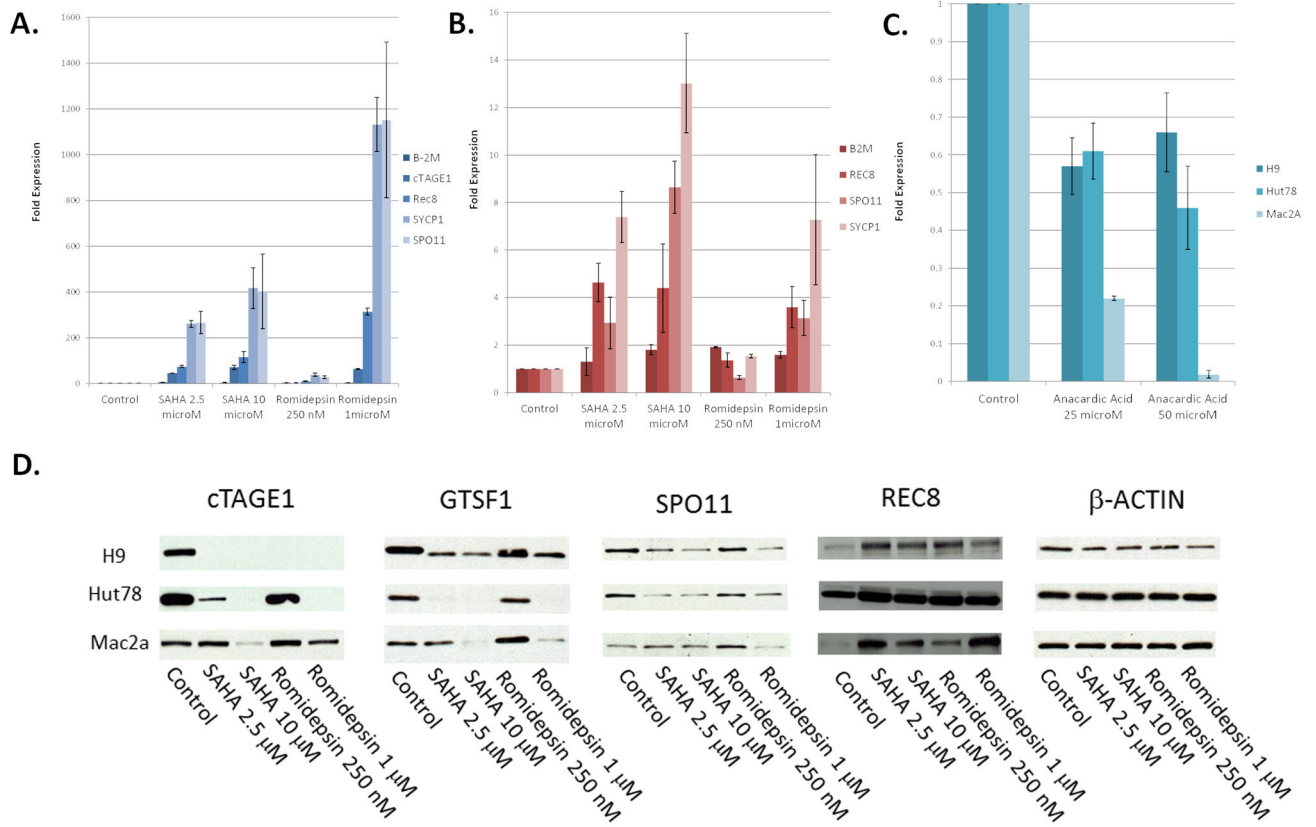 A.
1600
1400
1200
1000
800
600
400
200
0
Fold Expression
Control
SAHA 2.5 microM
SAHA 10 microM
Romidepsin 250 nM
Romidepsin 1microM
B-2M
cTAGE1
Rec8
SYCP1
SPO11
B.
16
14
12
10
8
6
4
2
0
Fold Expression
Control
SAHA 2.5 microM
SAHA 10 microM
Romidepsin 250 nM
Romidepsin 1microM
B2M
REC8
SPO11
SYCP1
C.
1
0.9
0.8
0.7
0.6
0.5
0.4
0.3
0.2
0.1
0
Fold Expression
Control
Anacardic Acid 25 microM
Anacardic Acid 50 microM
H9
Hut78
Mac2A
D.
cTAGE1
GTSF1
SPO11
REC8
β-ACTIN
H9
Hut78
Mac2a
Control
SAHA 2.5 μM
SAHA 10 μM
Romidepsin 250 nM
Romidepsin 1 μM
Control
SAHA 2.5 μM
SAHA 10 μM
Romidepsin 250 nM
Romidepsin 1 μM
Control
SAHA 2.5 μM
SAHA 10 μM
Romidepsin 250 nM
Romidepsin 1 μM
Control
SAHA 2.5 μM
SAHA 10 μM
Romidepsin 250 nM
Romidepsin 1 μM
Control
SAHA 2.5 μM
SAHA 10 μM
Romidepsin 250 nM
Romidepsin 1 μM